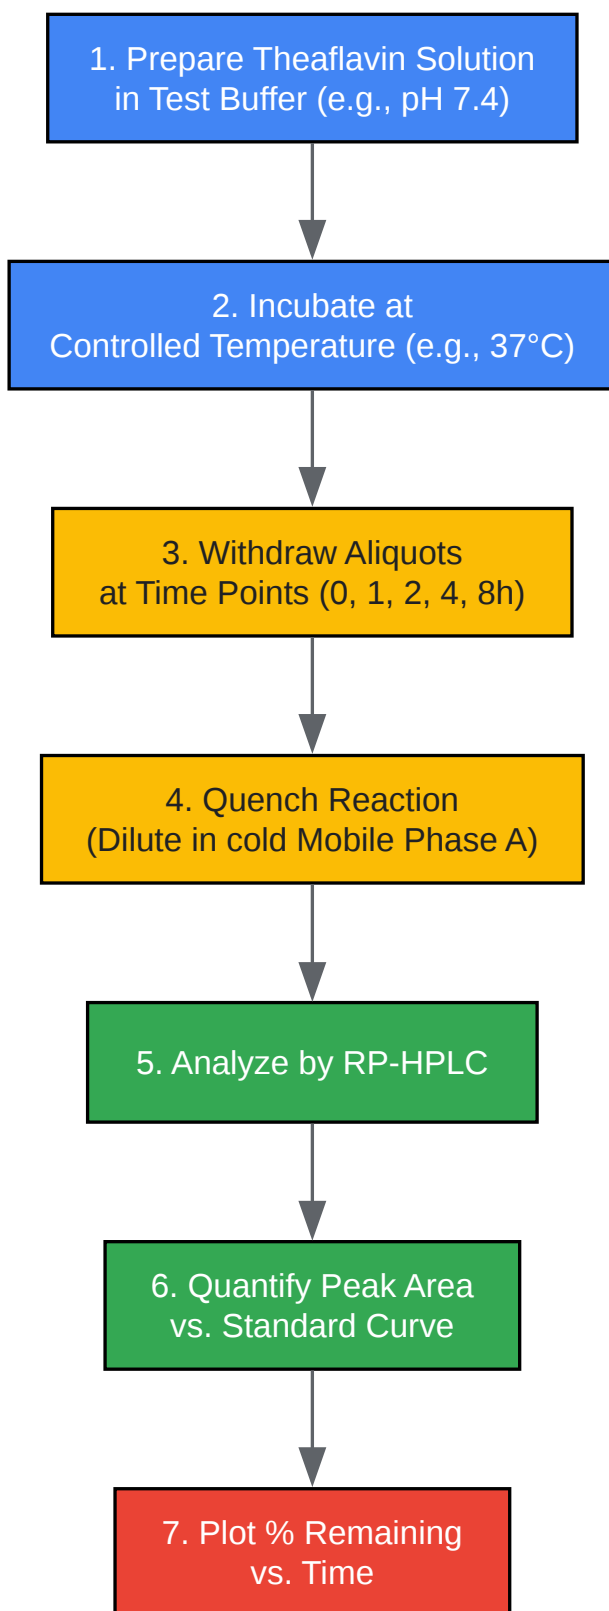 1. Prepare Theaflavin Solution
in Test Buffer (e.g., pH 7.4)
2. Incubate at
Controlled Temperature (e.g., 37°C)
3. Withdraw Aliquots
at Time Points (0, 1, 2, 4, 8h)
4. Quench Reaction
(Dilute in cold Mobile Phase A)
5. Analyze by RP-HPLC
6. Quantify Peak Area
vs. Standard Curve
7. Plot % Remaining
vs. Time